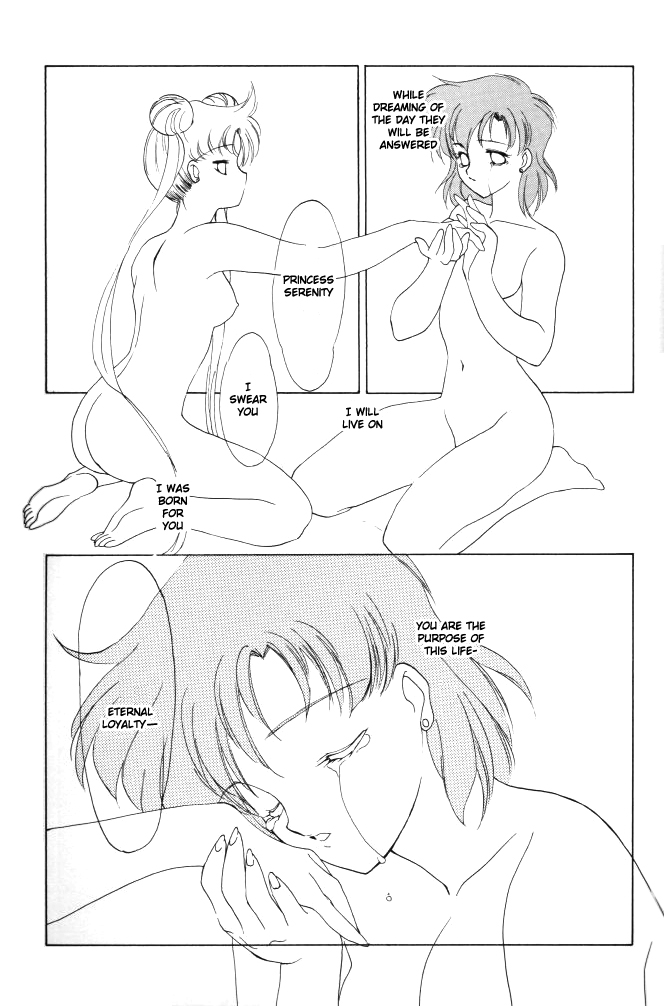 WHILE
DREAMING OF
THE DAY THEY
WILL BE
ANSWERED
PRINCESS
SERENITY
I
SWEAR
YOU
I WILL
LIVE ON
I WAS
BORN
FOR
YOU
YOU ARE THE
PURPOSE OF
THIS LIFE-
ETERNAL
LOYALTY—